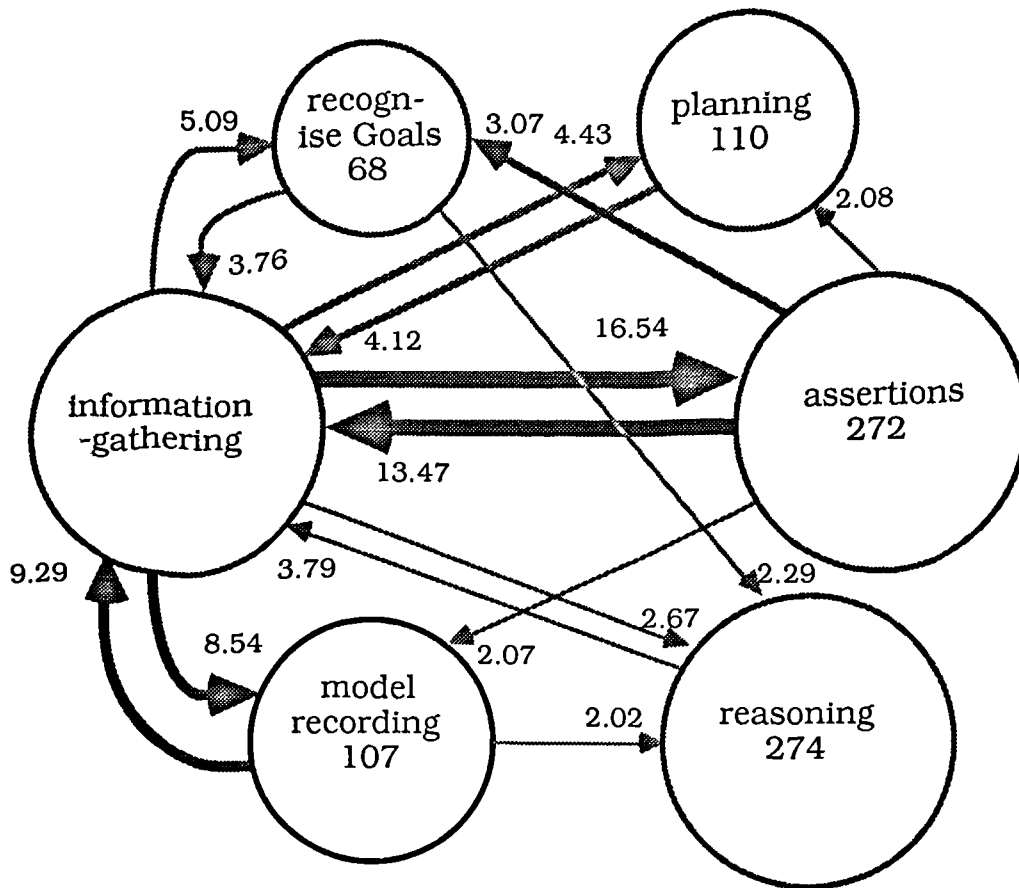 recogn-
ise Goals
68
planning
110
5.09
3.07
4.43
2.08
3.76
4.12
16.54
information
-gathering
assertions
272
13.47
9.29
3.79
2.29
2.67
8.54
2.07
model
recording
107
2.02
reasoning
274